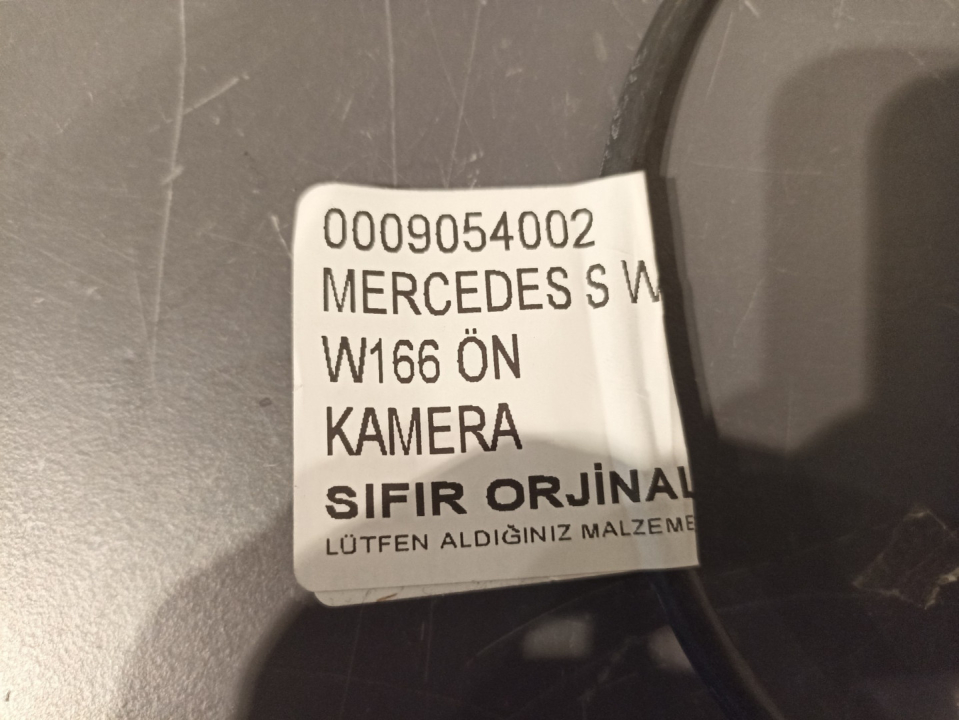 0009054002
MERCEDES S W
W166 ÖN
KAMERA
SIFIR ORJİNAL
LÜTFEN ALDIĞINIZ MALZEME